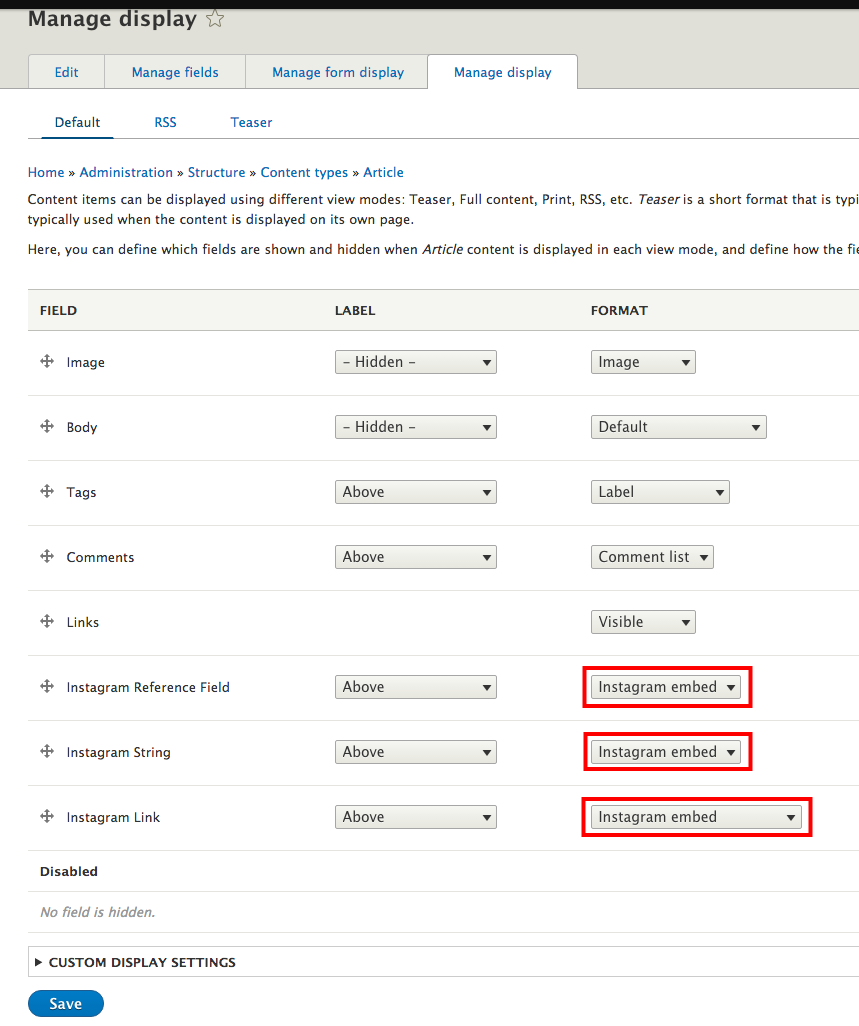 Manage display
Edit Manage fields Manage form display Manage display
Default RSS Teaser
Home » Administration » Structure » Content types » Article
Content items can be displayed using different view modes: Teaser, Full content, Print, RSS, etc. Teaser is a short format that is typi
typically used when the content is displayed on its own page.
Here, you can define which fields are shown and hidden when Article content is displayed in each view mode, and define how the fie
FIELD LABEL FORMAT
Image - Hidden - Image
Body - Hidden - Default
Tags Above Label
Comments Above Comment list
Links Visible
Instagram Reference Field Above Instagram embed
Instagram String Above Instagram embed
Instagram Link Above Instagram embed
Disabled
No field is hidden.
CUSTOM DISPLAY SETTINGS
Save